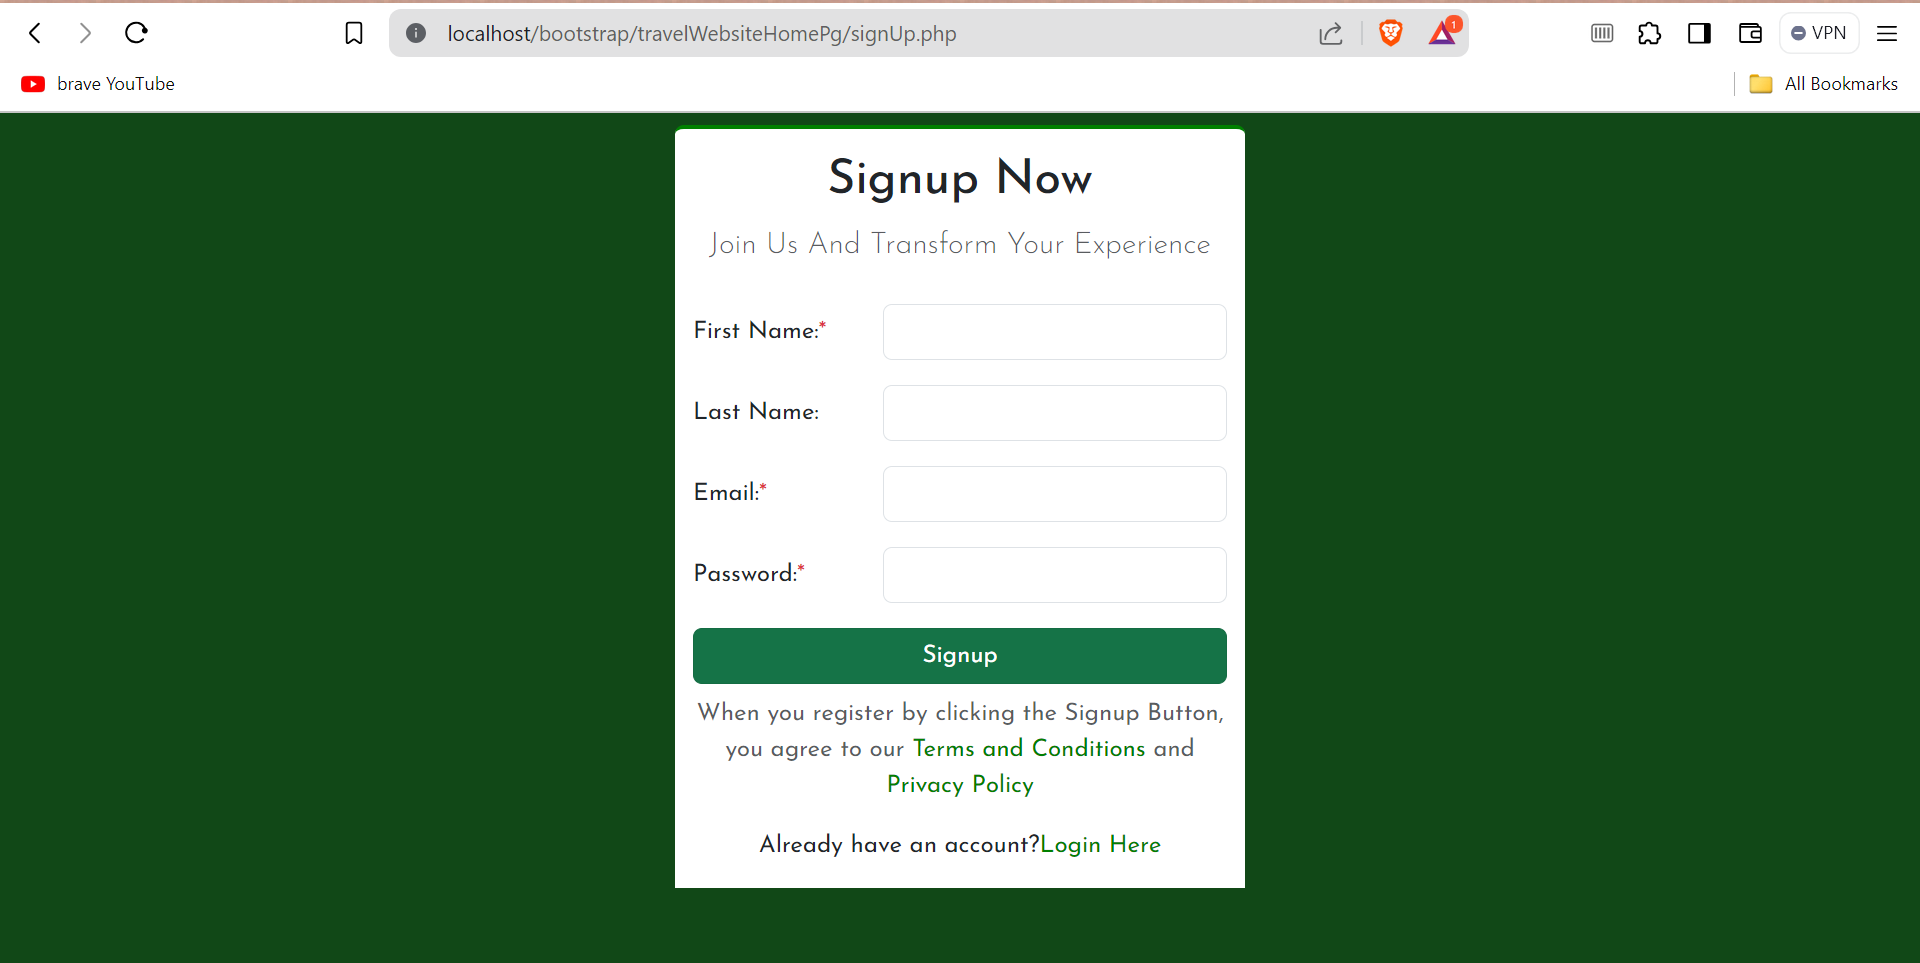 localhost/bootstrap/travelWebsiteHomePg/signUp.php
1
VPN
brave YouTube
All Bookmarks
Signup Now
Join Us And Transform Your Experience
First Name:*
Last Name:
Email:*
Password:*
Signup
When you register by clicking the Signup Button,
you agree to our Terms and Conditions and
Privacy Policy
Already have an account?Login Here